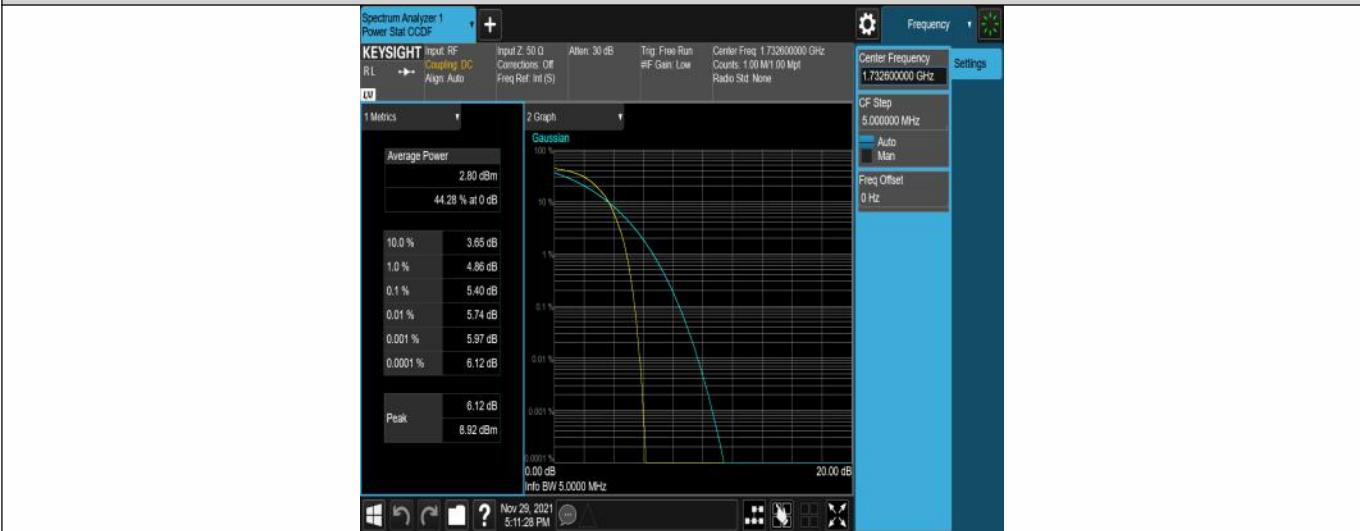 Spectrum Analyzer 1
Power Stat CCDF
+
Frequency
KEYSIGHT
RL
LXI
Input: RF
Coupling: DC
Align: Auto
Input Z: 50 Ω
Corrections: Off
Freq Ref: Int (S)
Atten: 30 dB
Trig: Free Run
#IF Gain: Low
Center Freq: 1.732600000 GHz
Counts: 1.00 M/1.00 Mpt
Radio Std: None
Center Frequency
1.732600000 GHz
Settings
CF Step
5.000000 MHz
Auto
Man
Freq Offset
0 Hz
1 Metrics
Average Power
2.80 dBm
44.28 % at 0 dB
10.0 % 3.65 dB
1.0 % 4.86 dB
0.1 % 5.40 dB
0.01 % 5.74 dB
0.001 % 5.97 dB
0.0001 % 6.12 dB
Peak
6.12 dB
8.92 dBm
2 Graph
Gaussian
100 %
10 %
1 %
0.1 %
0.01 %
0.001 %
0.0001 %
0.00 dB 20.00 dB
Info BW 5.0000 MHz
?
Nov 29, 2021
5:11:28 PM